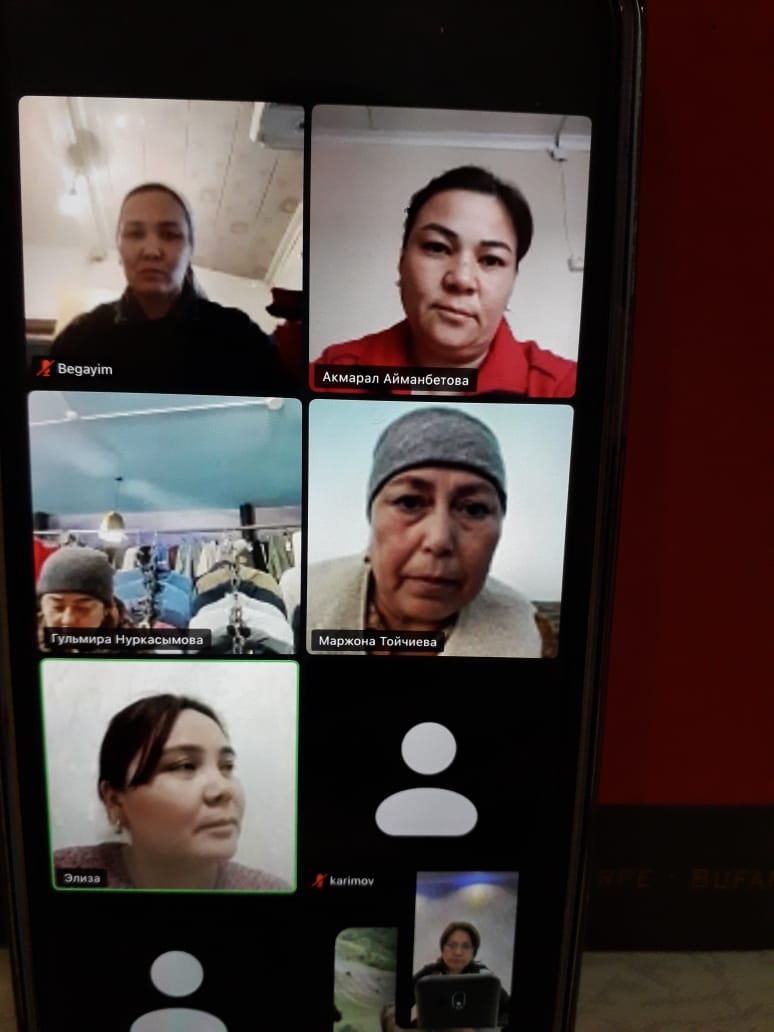 Begayim
Акмарал Айманбетова
Гульмира Нуркасымова
Маржона Тойчиева
Элиза
karimov